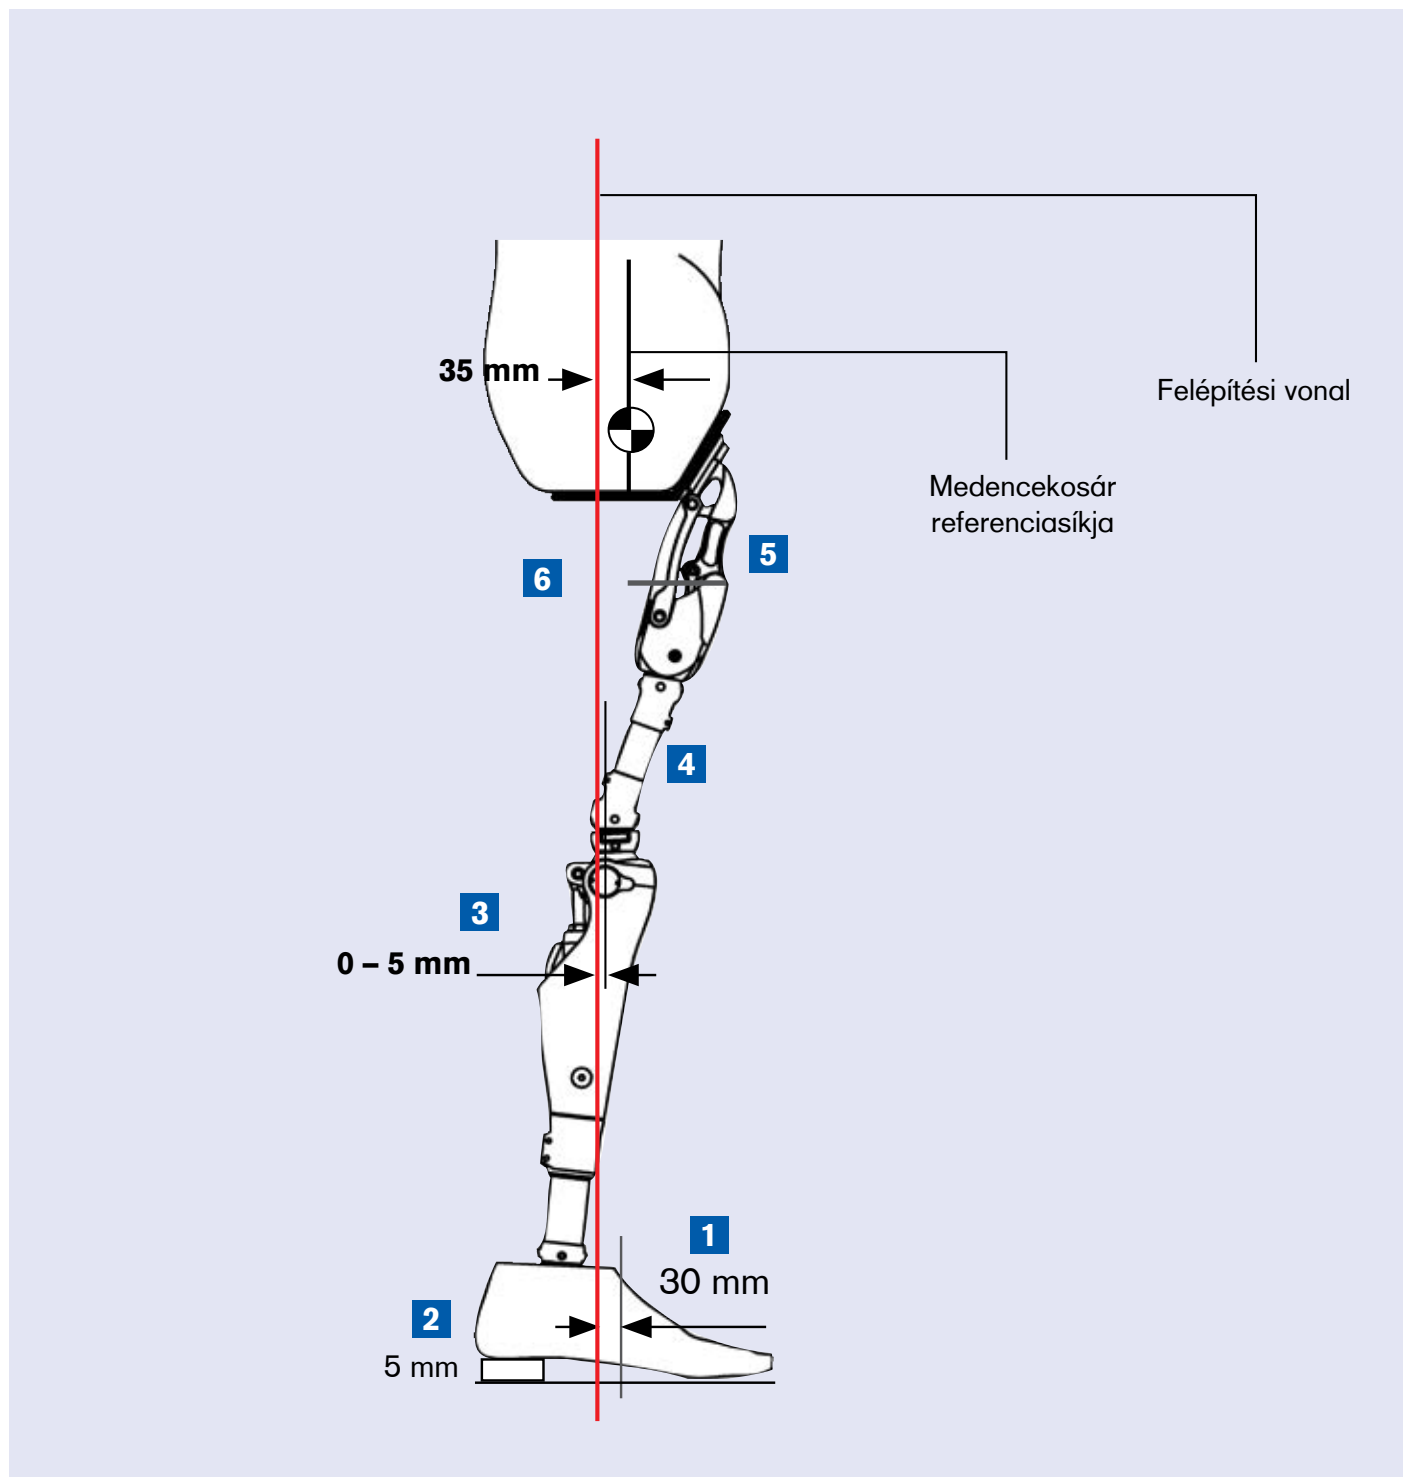 35 mm
Felépítési vonal
Medencekosár
referenciasíkja
5
6
4
3
0 – 5 mm
1
30 mm
2
5 mm